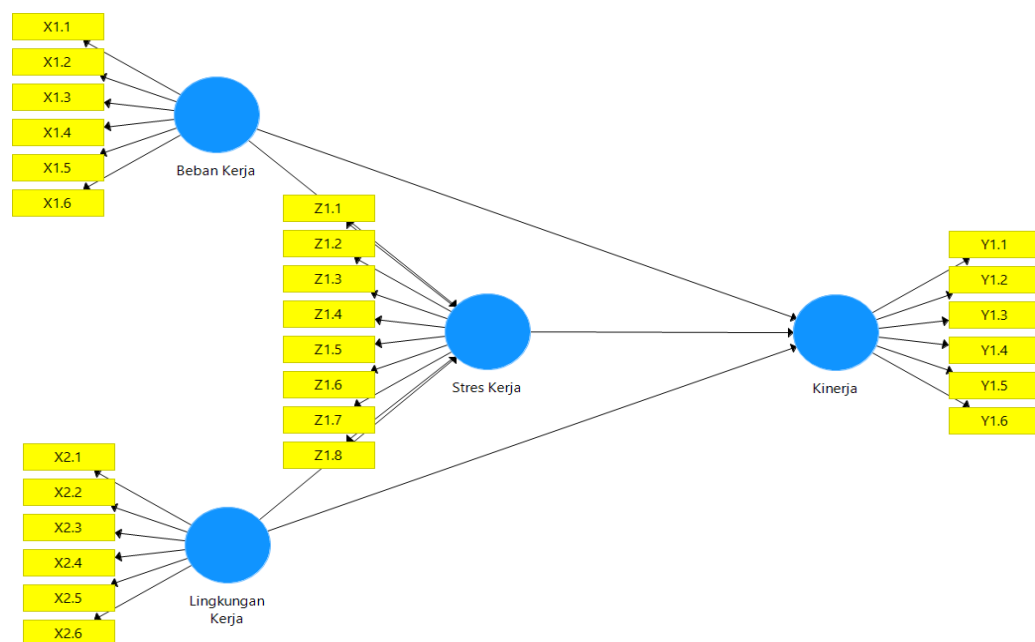 X1.1
X1.2
X1.3
X1.4
X1.5
X1.6
Beban Kerja
Z1.1
Z1.2
Z1.3
Z1.4
Z1.5
Z1.6
Z1.7
Z1.8
Stres Kerja
Y1.1
Y1.2
Y1.3
Y1.4
Y1.5
Y1.6
Kinerja
X2.1
X2.2
X2.3
X2.4
X2.5
X2.6
Lingkungan
Kerja